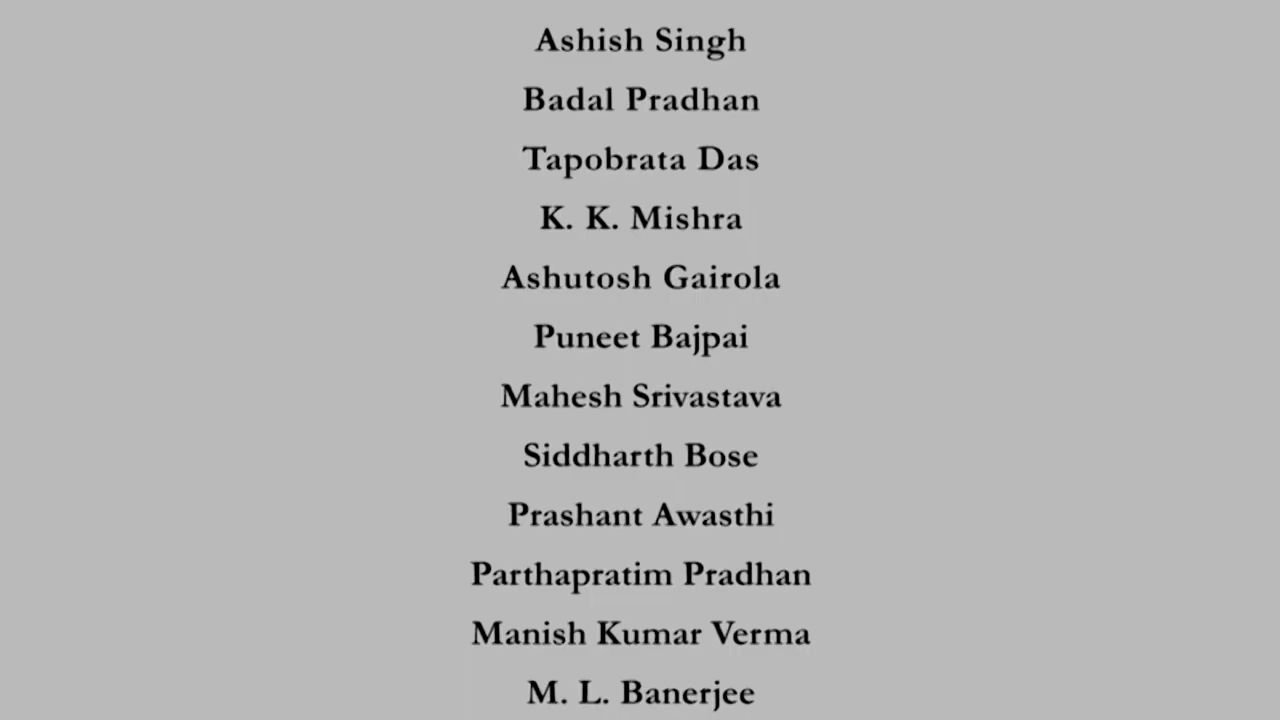 Ashish Singh
Badal Pradhan
Tapobrata Das
K. K. Mishra
Ashutosh Gairola
Puneet Bajpai
Mahesh Srivastava
Siddharth Bose
Prashant Awasthi
Parthapratim Pradhan
Manish Kumar Verma
M. L. Banerjee